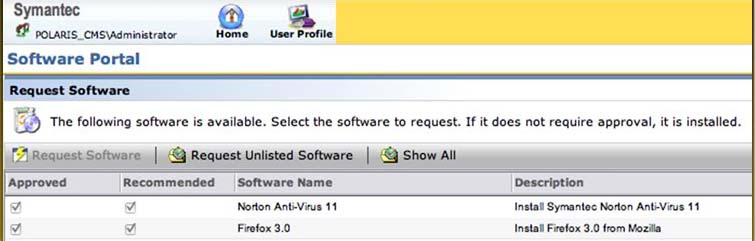 Symantec
POLARIS_CMS\Administrator
Home
User Profile
Software Portal
Request Software
The following software is available. Select the software to request. If it does not require approval, it is installed.
Request Software Request Unlisted Software Show All
Approved Recommended Software Name Description
Norton Anti-Virus 11 Install Symantec Norton Anti-Virus 11
Firefox 3.0 Install Firefox 3.0 from Mozilla